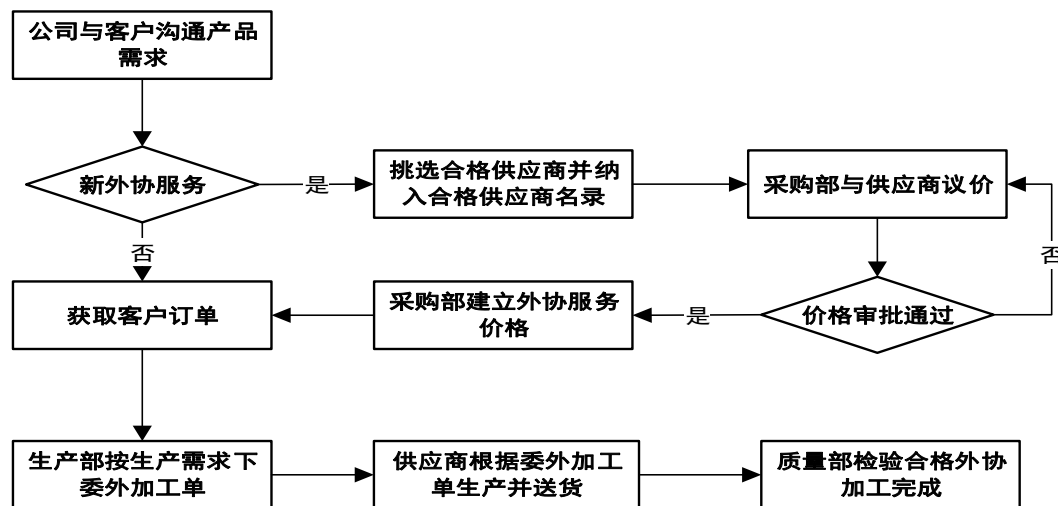 公司与客户沟通产品
需求
新外协服务
是
挑选合格供应商并纳
入合格供应商名录
采购部与供应商议价
否
否
获取客户订单
采购部建立外协服务
价格
是
价格审批通过
生产部按生产需求下
委外加工单
供应商根据委外加工
单生产并送货
质量部检验合格外协
加工完成